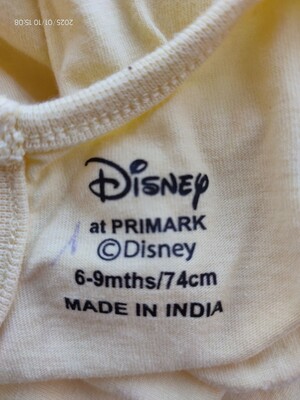 2025/01/10 15:08
Disney
at PRIMARK
©Disney
6-9mths/74cm
MADE IN INDIA